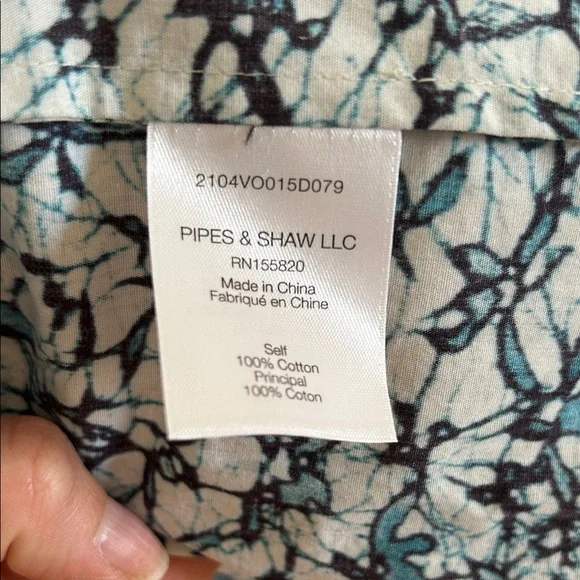 2104VO015D079
PIPES & SHAW LLC
RN155820
Made in China
Fabriqué en Chine
Self
100% Cotton
Principal
100% Coton